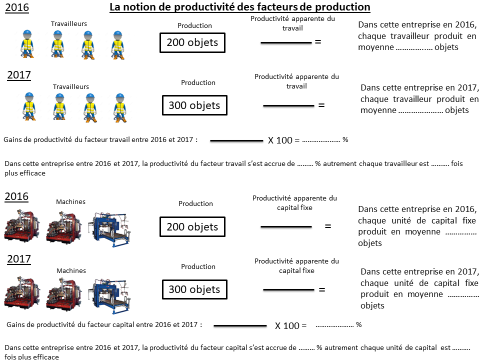 2016
La notion de productivité des facteurs de production
Travailleurs
Production
200 objets
Productivité apparente du
travail
=
Dans cette entreprise en 2016,
chaque travailleur produit en
moyenne ................ objets
2017
Travailleurs
Production
300 objets
Productivité apparente du
travail
=
Dans cette entreprise en 2017,
chaque travailleur produit en
moyenne ................... objets
Gains de productivité du facteur travail entre 2016 et 2017 :
X 100 = ................ %
Dans cette entreprise entre 2016 et 2017, la productivité du facteur travail s'est accrue de ........ % autrement chaque travailleur est ......... fois
plus efficace
2016
Machines
Production
200 objets
Productivité apparente du
capital fixe
=
Dans cette entreprise en 2016,
chaque unité de capital fixe
produit en moyenne ..............
objets
2017
Machines
Production
300 objets
Productivité apparente du
capital fixe
=
Dans cette entreprise en 2017,
chaque unité de capital fixe
produit en moyenne ..............
objets
Gains de productivité du facteur capital entre 2016 et 2017 :
X 100 = ................ %
Dans cette entreprise entre 2016 et 2017, la productivité du facteur capital s'est accrue de ........ % autrement chaque unité de capital est .........
fois plus efficace